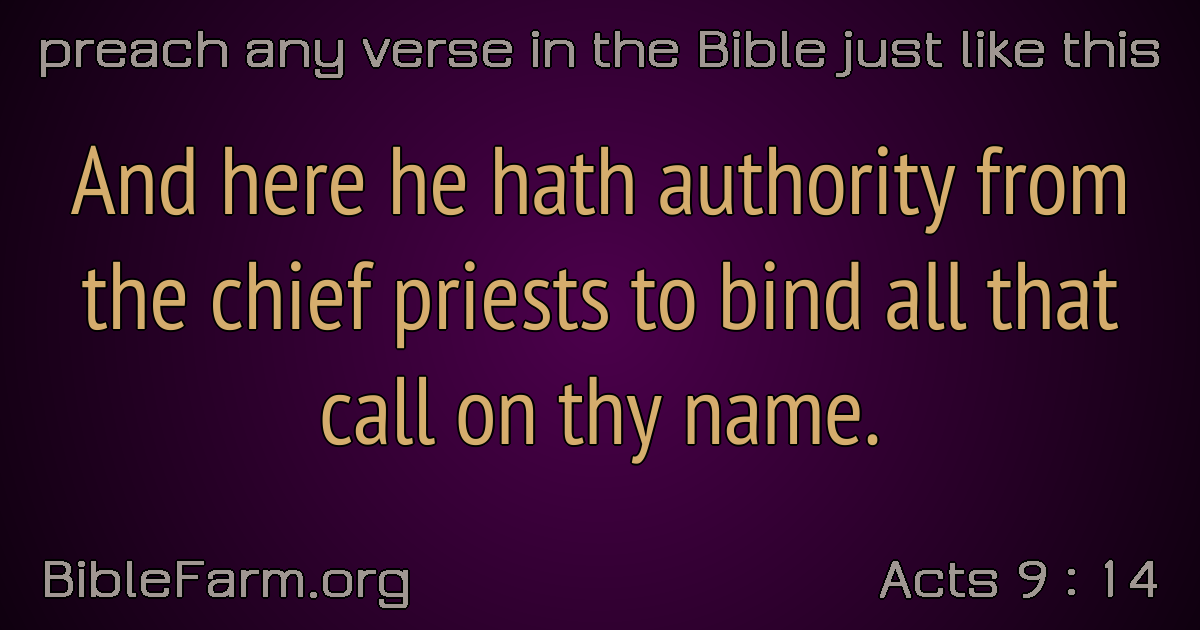 preach any verse in the Bible just like this
And here he hath authority from
the chief priests to bind all that
call on thy name.
BibleFarm.org
Acts 9 : 14